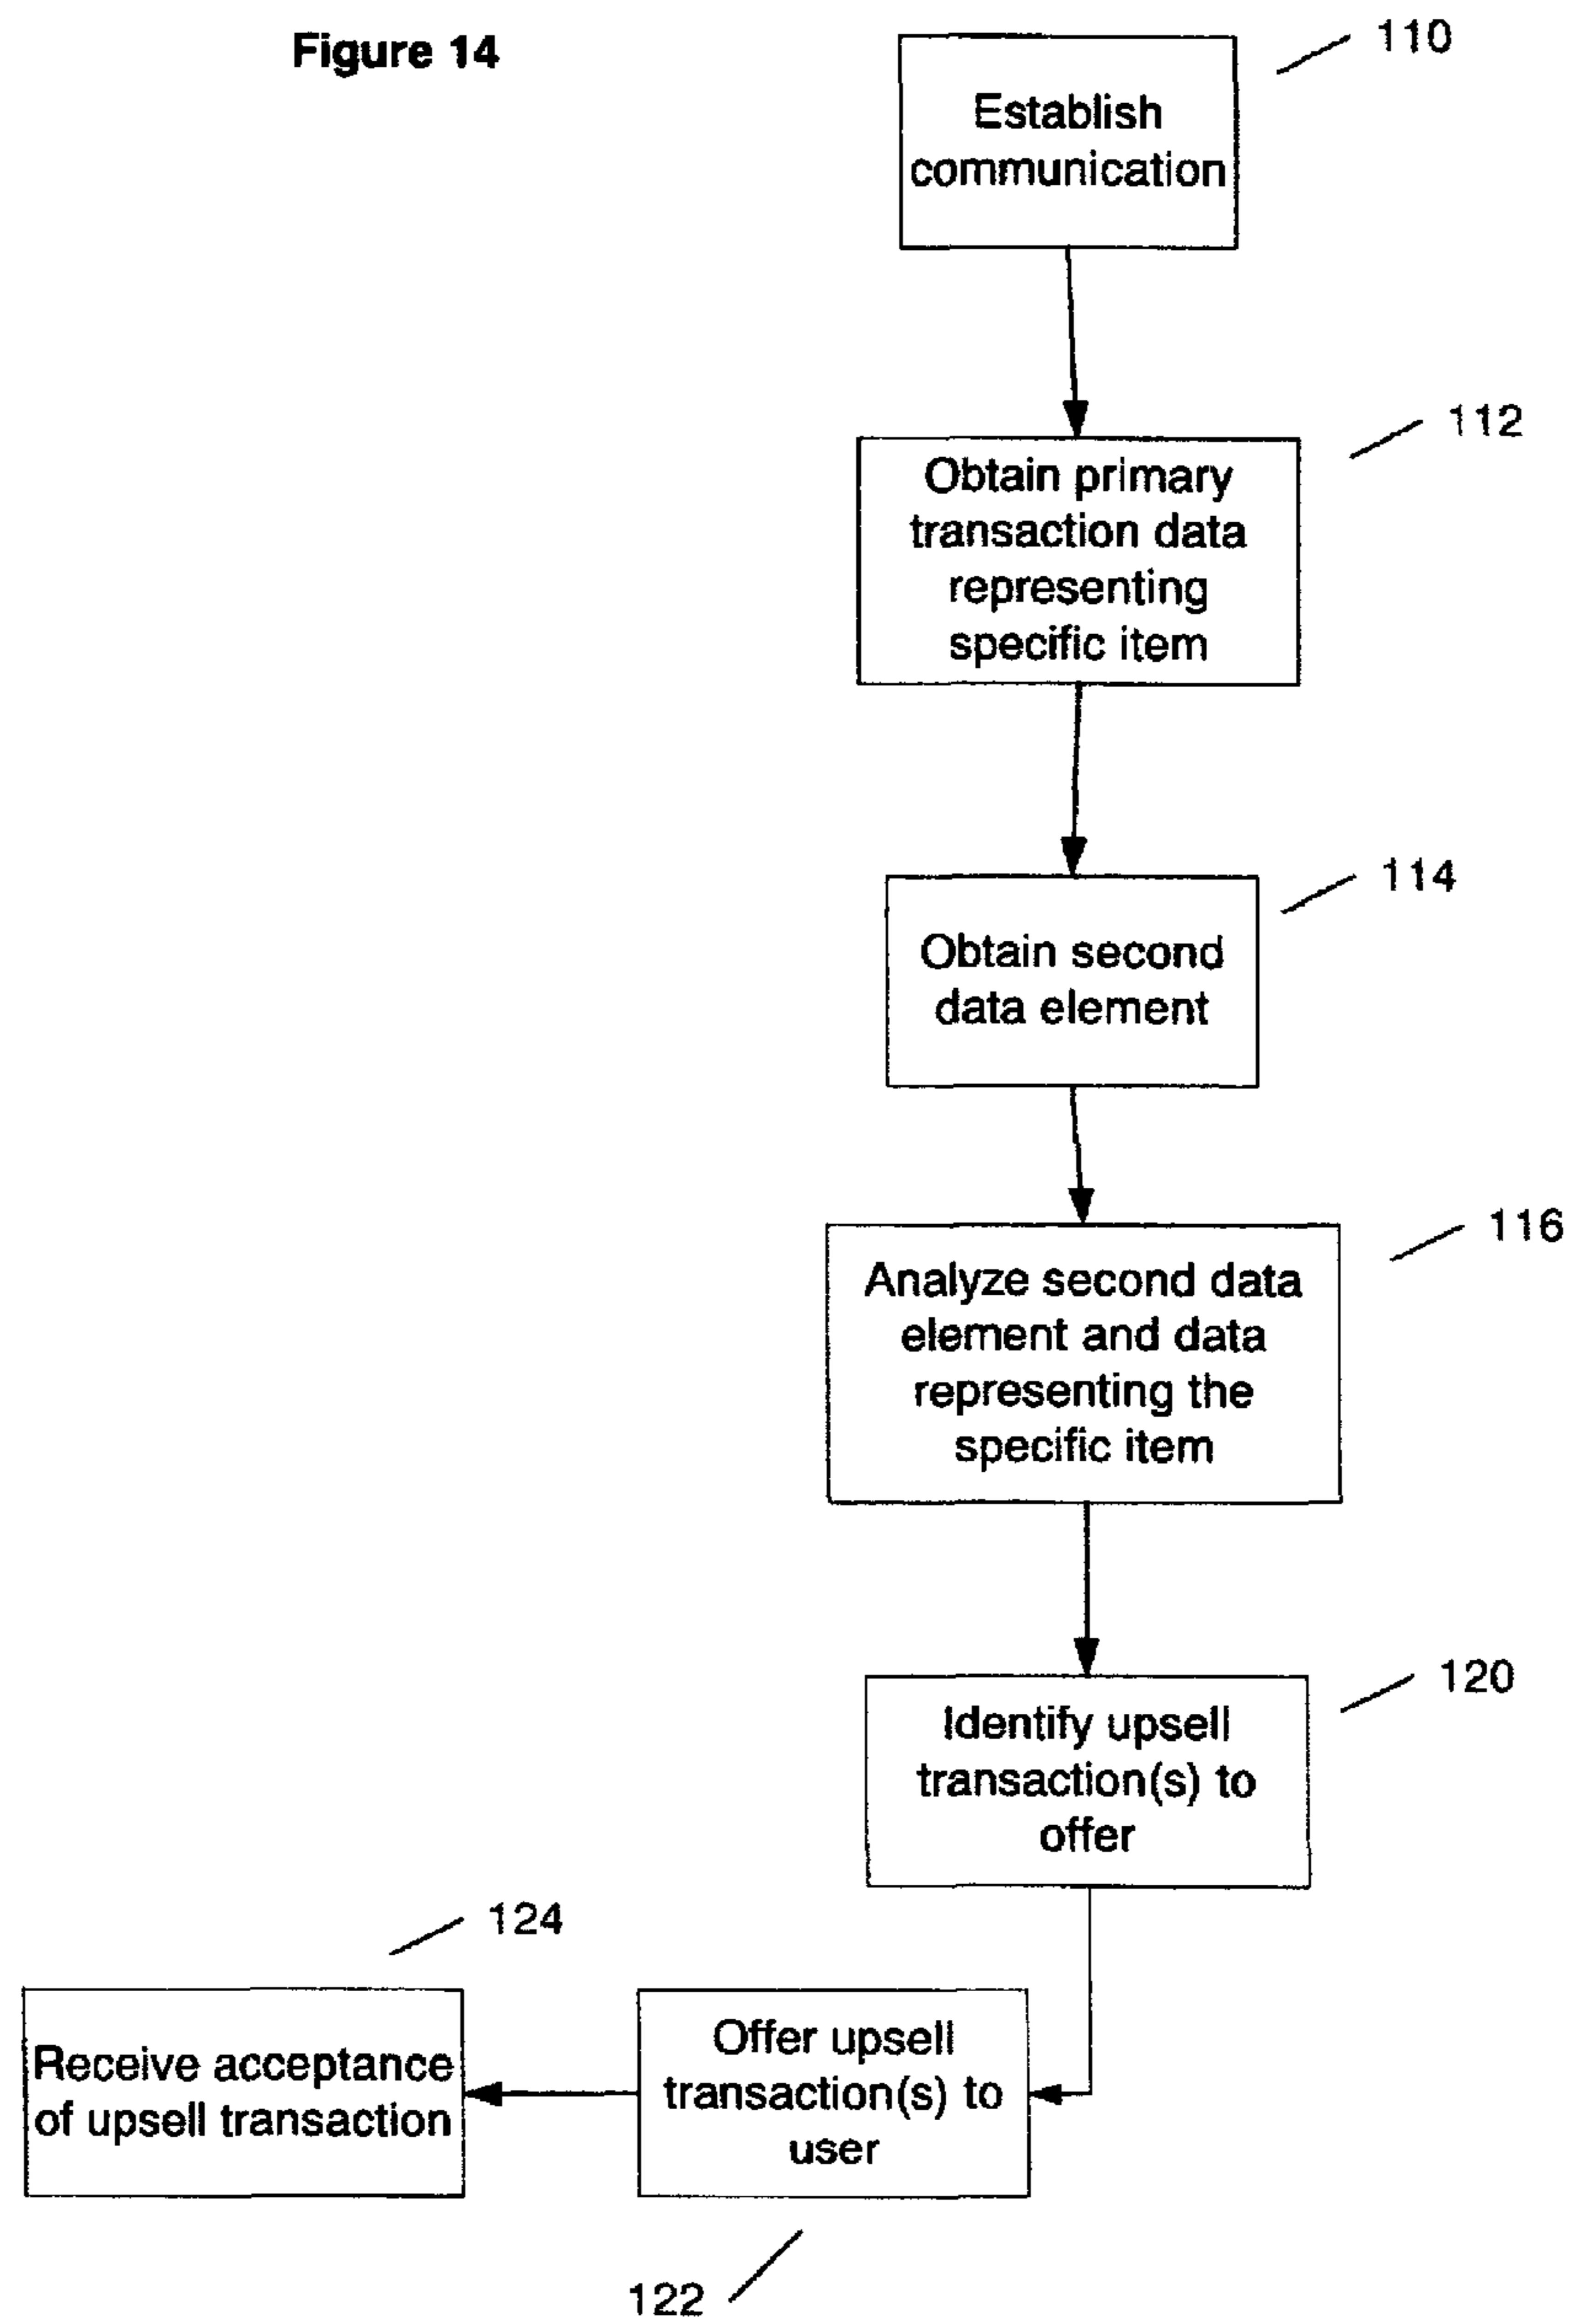 Figure 14
110
Establish
communication
112
Obtain primary
transaction data
representing
specific item
114
Obtain second
data element
116
Analyze second data
element and data
representing the
specific item
120
Identify upsell
transaction(s) to
offer
124
Receive acceptance
of upsell transaction
Offer upsell
transaction(s) to
user
122